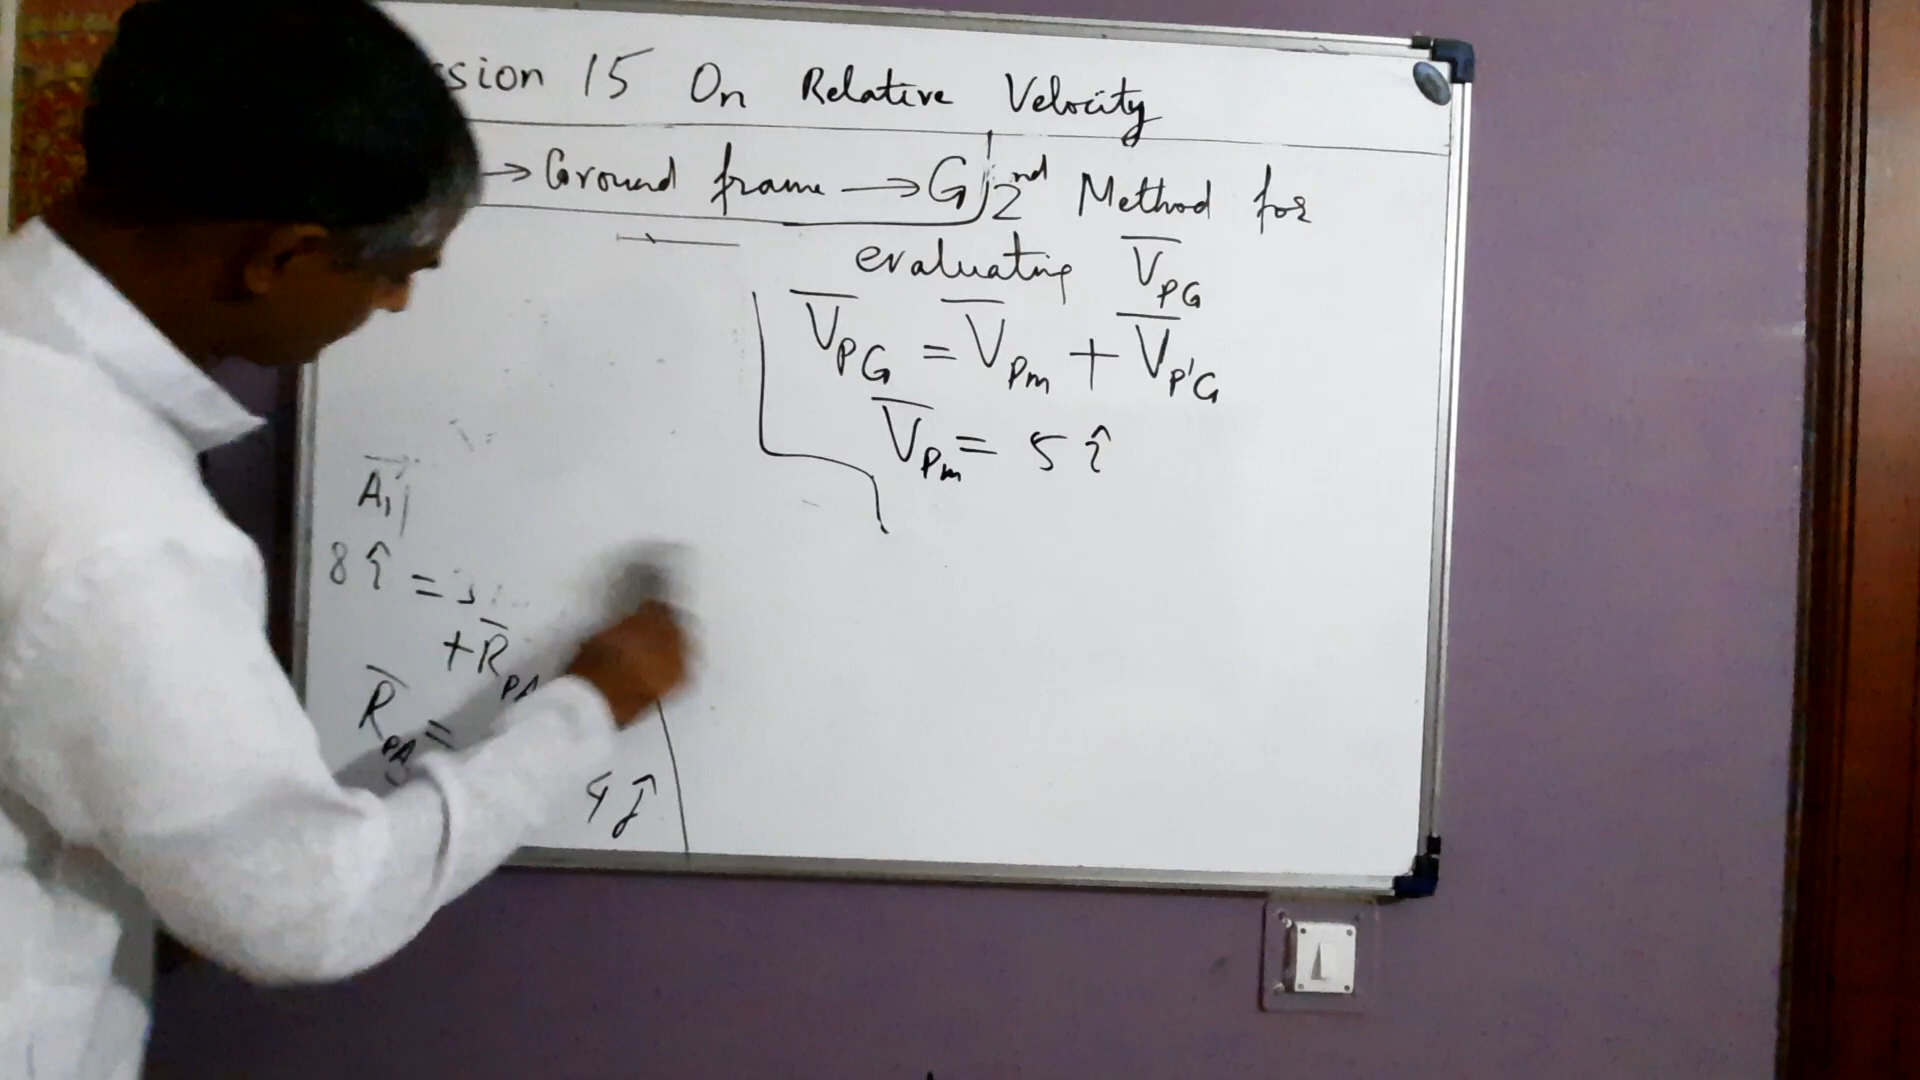 ssion 15 On Relative Velocity
→ Ground frame → G
2nd Method for
evaluating V̅PG
V̅PG = V̅Pm + V̅P'G
V̅Pm = 5 î
A₁
8 î =
+ R̅PA
R̅PA =